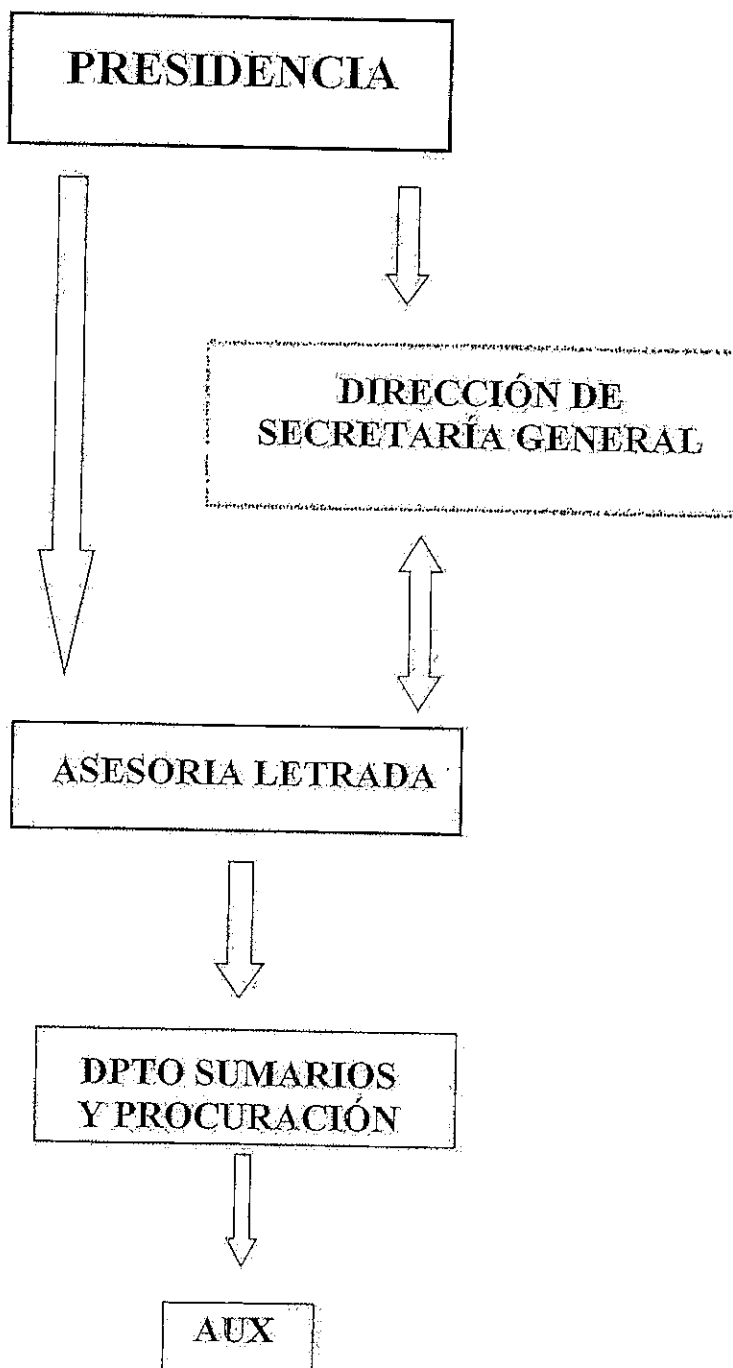 PRESIDENCIA
DIRECCIÓN DE
SECRETARÍA GENERAL
ASESORIA LETRADA
DPTO SUMARIOS
Y PROCURACIÓN
AUX